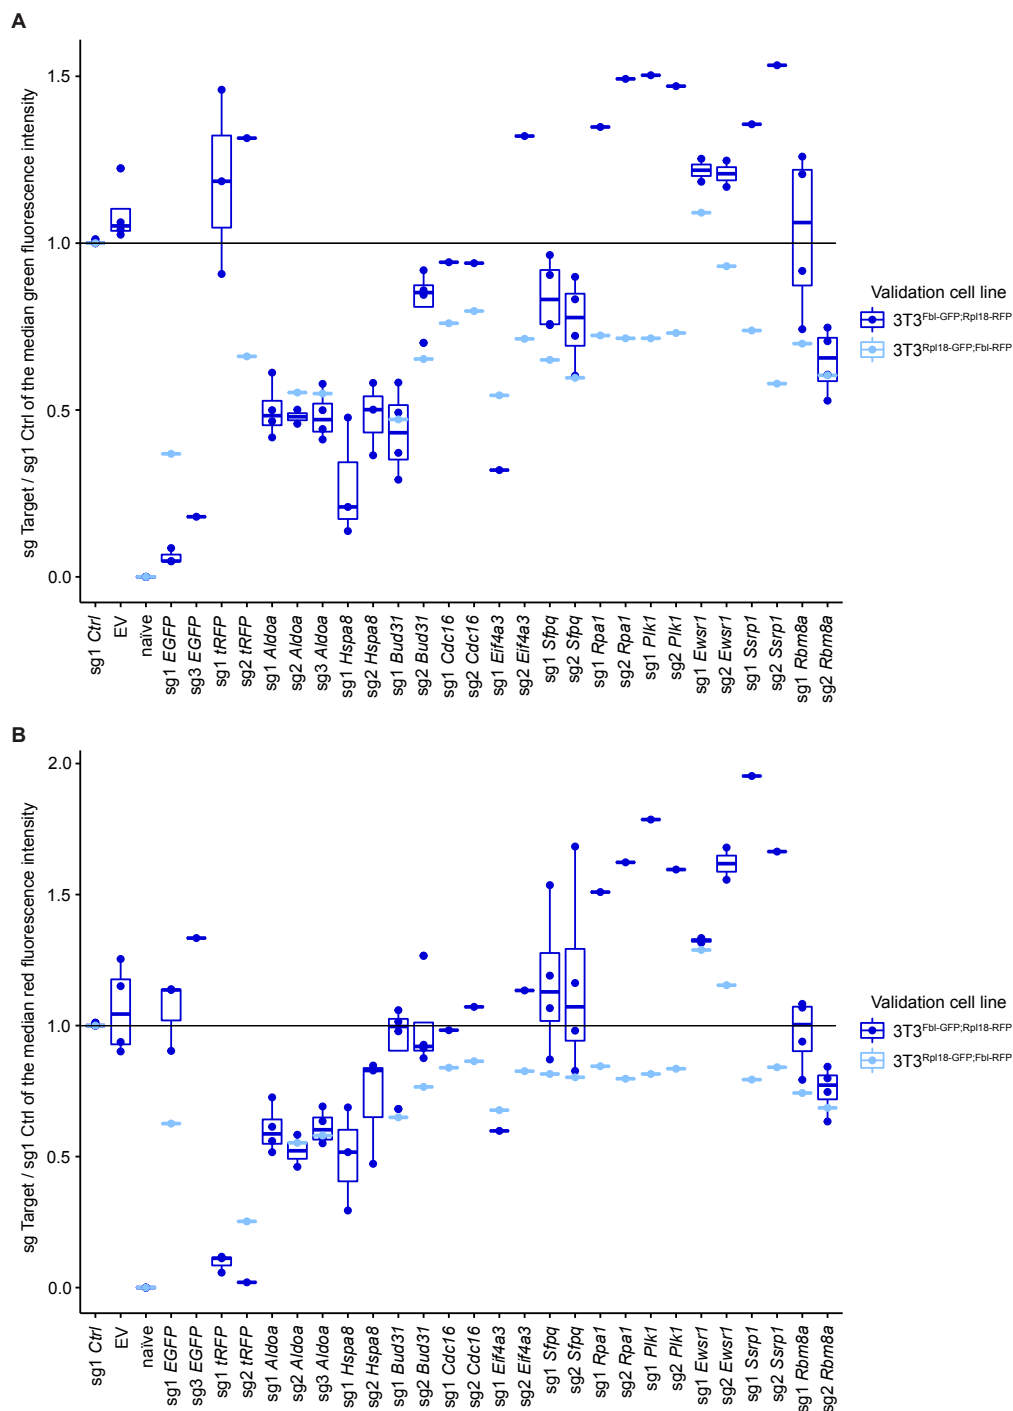 A
sg Target / sg1 Ctrl of the median green fluorescence intensity
1.5
1.0
0.5
0.0
sg1 Ctrl
EV
naïve
sg1 EGFP
sg3 EGFP
sg1 tRFP
sg2 tRFP
sg1 Aldoa
sg2 Aldoa
sg3 Aldoa
sg1 Hspa8
sg2 Hspa8
sg1 Bud31
sg2 Bud31
sg1 Cdc16
sg2 Cdc16
sg1 Eif4a3
sg2 Eif4a3
sg1 Sfpq
sg2 Sfpq
sg1 Rpa1
sg2 Rpa1
sg1 Plk1
sg2 Plk1
sg1 Ewsr1
sg2 Ewsr1
sg1 Ssrp1
sg2 Ssrp1
sg1 Rbm8a
sg2 Rbm8a
Validation cell line
3T3Fbl-GFP;Rpl18-RFP
3T3Rpl18-GFP;Fbl-RFP
B
sg Target / sg1 Ctrl of the median red fluorescence intensity
2.0
1.5
1.0
0.5
0.0
sg1 Ctrl
EV
naïve
sg1 EGFP
sg3 EGFP
sg1 tRFP
sg2 tRFP
sg1 Aldoa
sg2 Aldoa
sg3 Aldoa
sg1 Hspa8
sg2 Hspa8
sg1 Bud31
sg2 Bud31
sg1 Cdc16
sg2 Cdc16
sg1 Eif4a3
sg2 Eif4a3
sg1 Sfpq
sg2 Sfpq
sg1 Rpa1
sg2 Rpa1
sg1 Plk1
sg2 Plk1
sg1 Ewsr1
sg2 Ewsr1
sg1 Ssrp1
sg2 Ssrp1
sg1 Rbm8a
sg2 Rbm8a
Validation cell line
3T3Fbl-GFP;Rpl18-RFP
3T3Rpl18-GFP;Fbl-RFP